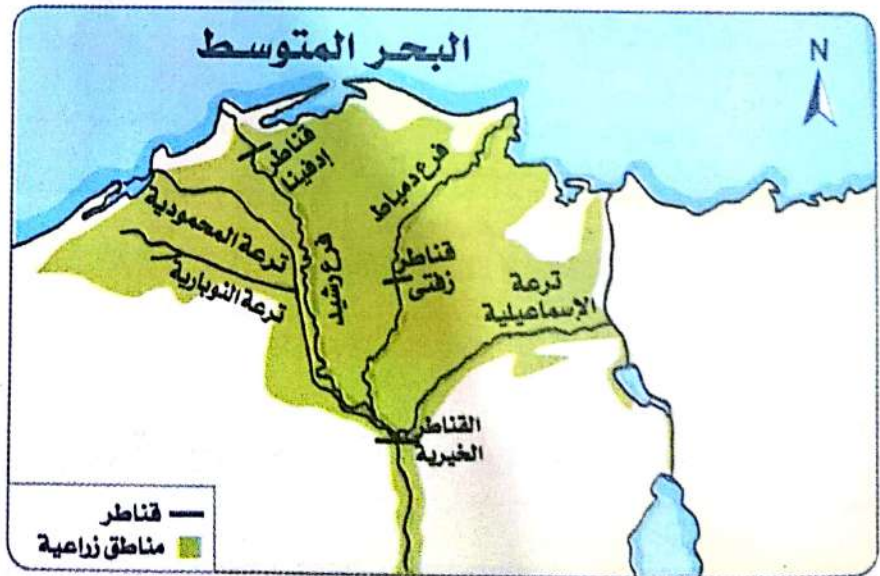 البحر المتوسط
N
قناطر
إدفينا
فرع دمياط
ترعة المحمودية
ترعة النوبارية
فرع رشيد
قناطر
زفتى
ترعة
الإسماعيلية
القناطر
الخيرية
قناطر
مناطق زراعية